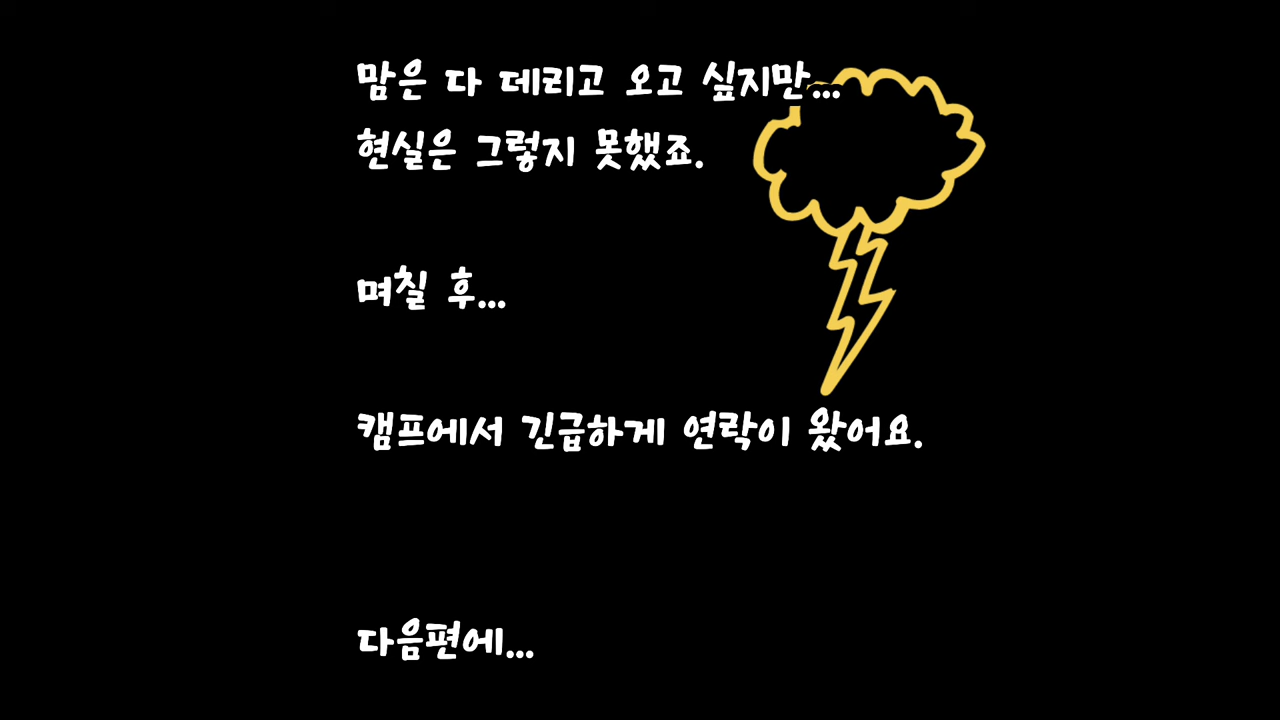 맘은 다 데리고 오고 싶지만...
현실은 그렇지 못했죠.
며칠 후...
캠프에서 긴급하게 연락이 왔어요.
다음편에...